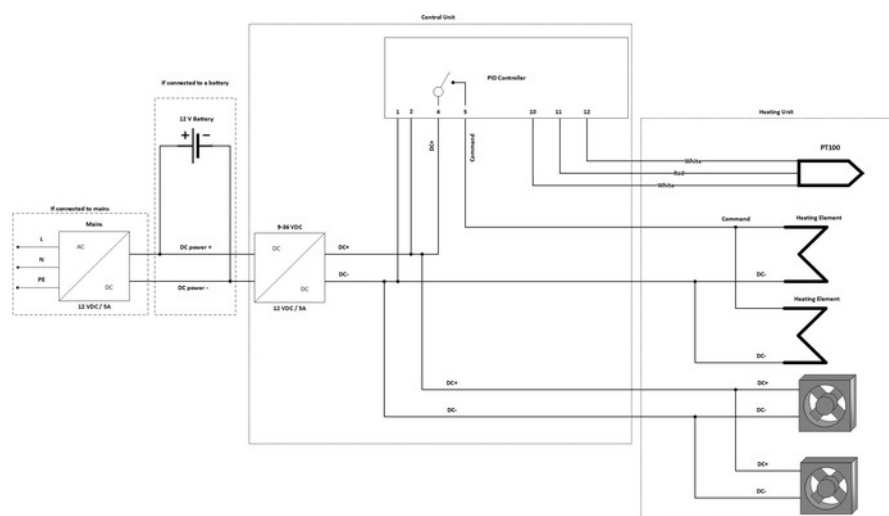 Control Unit
If connected to a battery
12 V Battery
+ −
PID Controller
1 2 4 5 10 11 12
DC+
Command
Heating Unit
PT100
White
Red
White
If connected to mains
Mains
L
N
PE
AC
DC
12 VDC / 5A
DC power +
DC power -
9-36 VDC
DC
DC
12 VDC / 5A
DC+
DC-
Command
Heating Element
DC-
Heating Element
DC-
DC+
DC-
DC+
DC-
DC+
DC-